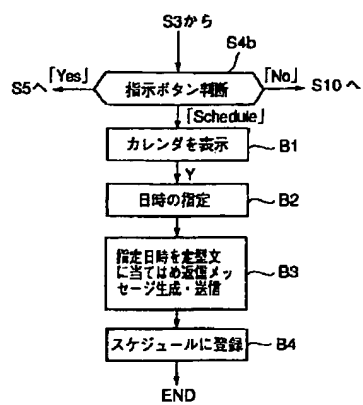 S3から
S4b
「Yes」
「No」
S5へ
指示ボタン判断
S10へ
「Schedule」
カレンダを表示
B1
Y
日時の指定
B2
指定日時を定型文
に当てはめ返信メッ
セージ生成・送信
B3
スケジュールに登録
B4
END